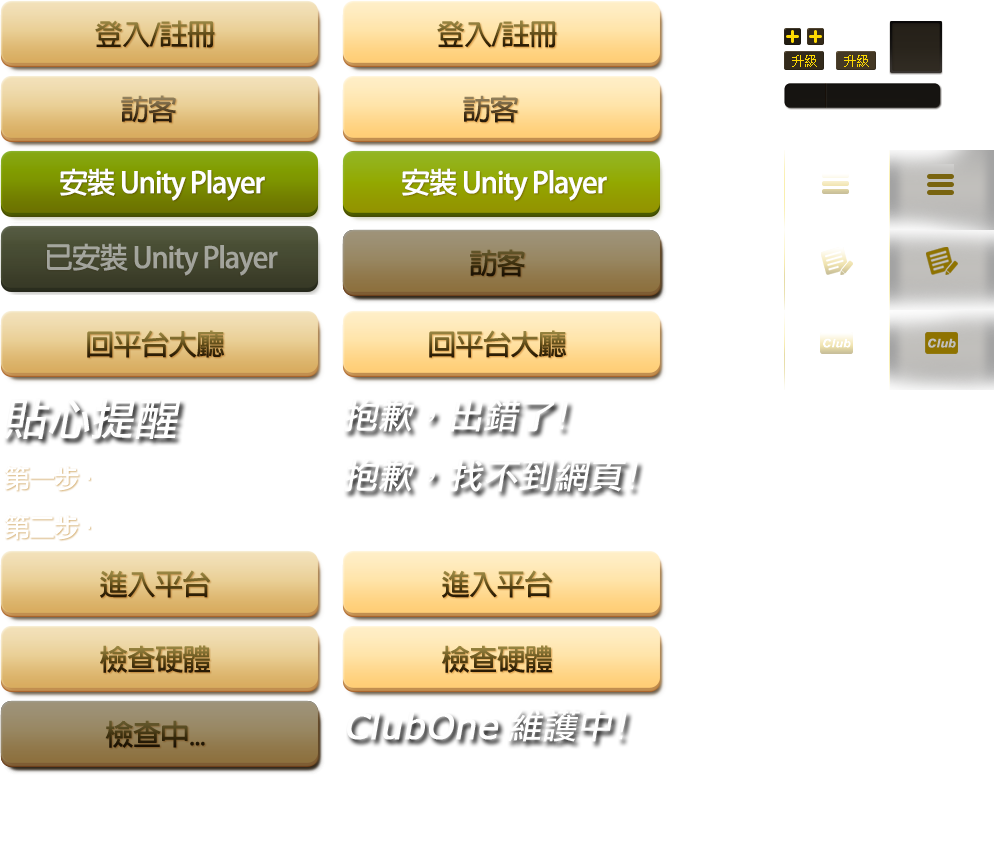 登入/註冊
登入/註冊
訪客
訪客
安裝 Unity Player
安裝 Unity Player
已安裝 Unity Player
訪客
回平台大廳
回平台大廳
貼心提醒
抱歉，出錯了!
第一步·
抱歉，找不到網頁!
第二步·
進入平台
進入平台
檢查硬體
檢查硬體
檢查中...
ClubOne 維護中!
升級
升級
Club
Club